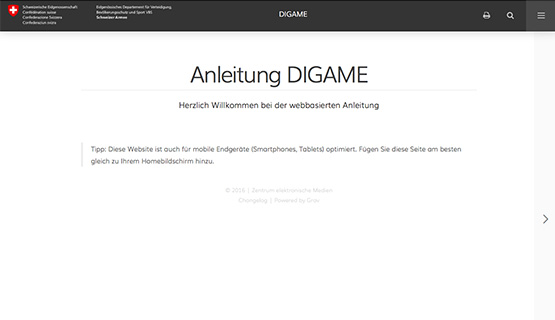 Schweizerische Eidgenossenschaft
Confédération suisse
Confederazione Svizzera
Confederaziun svizra
Eidgenössisches Departement für Verteidigung,
Bevölkerungsschutz und Sport VBS
Schweizer Armee
DIGAME
Anleitung DIGAME
Herzlich Willkommen bei der webbasierten Anleitung
Tipp: Diese Website ist auch für mobile Endgeräte (Smartphones, Tablets) optimiert. Fügen Sie diese Seite am besten
gleich zu Ihrem Homebildschirm hinzu.
© 2016 | Zentrum elektronische Medien
Changelog | Powered by Grav